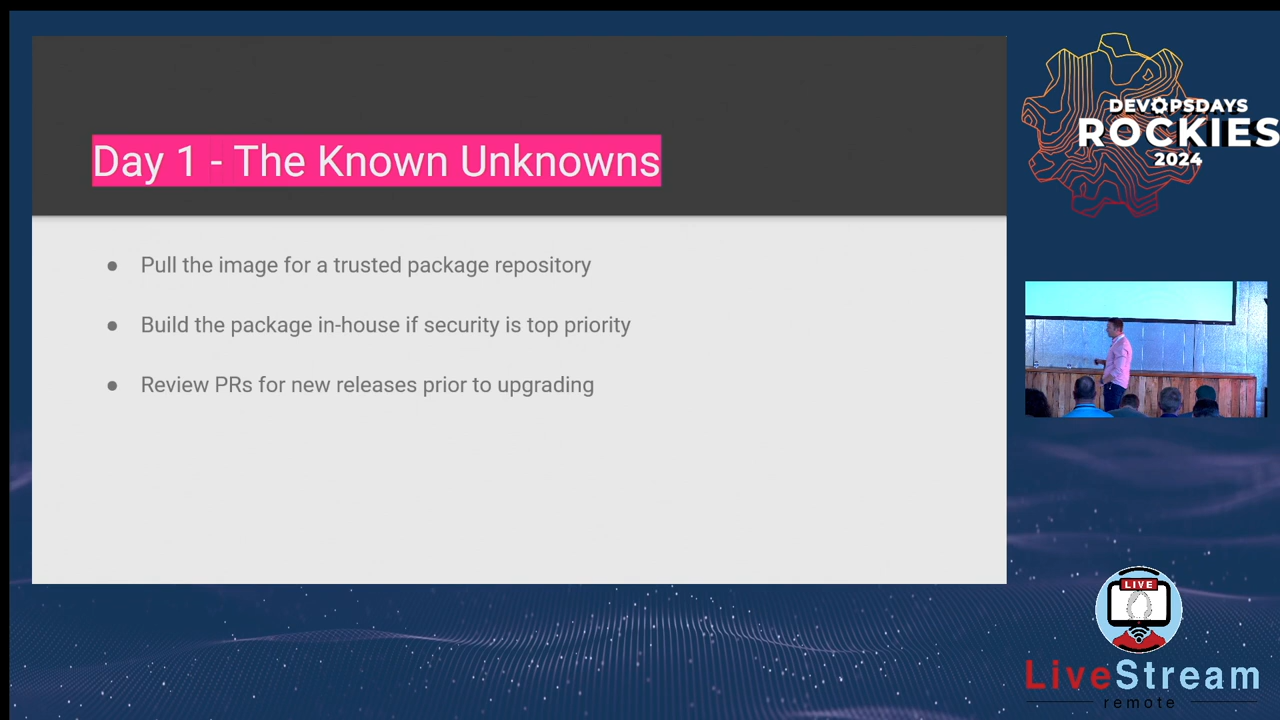 Day 1 - The Known Unknowns
● Pull the image for a trusted package repository
● Build the package in-house if security is top priority
● Review PRs for new releases prior to upgrading
DEVOPSDAYS
ROCKIES
2024
LIVE
LiveStream
remote